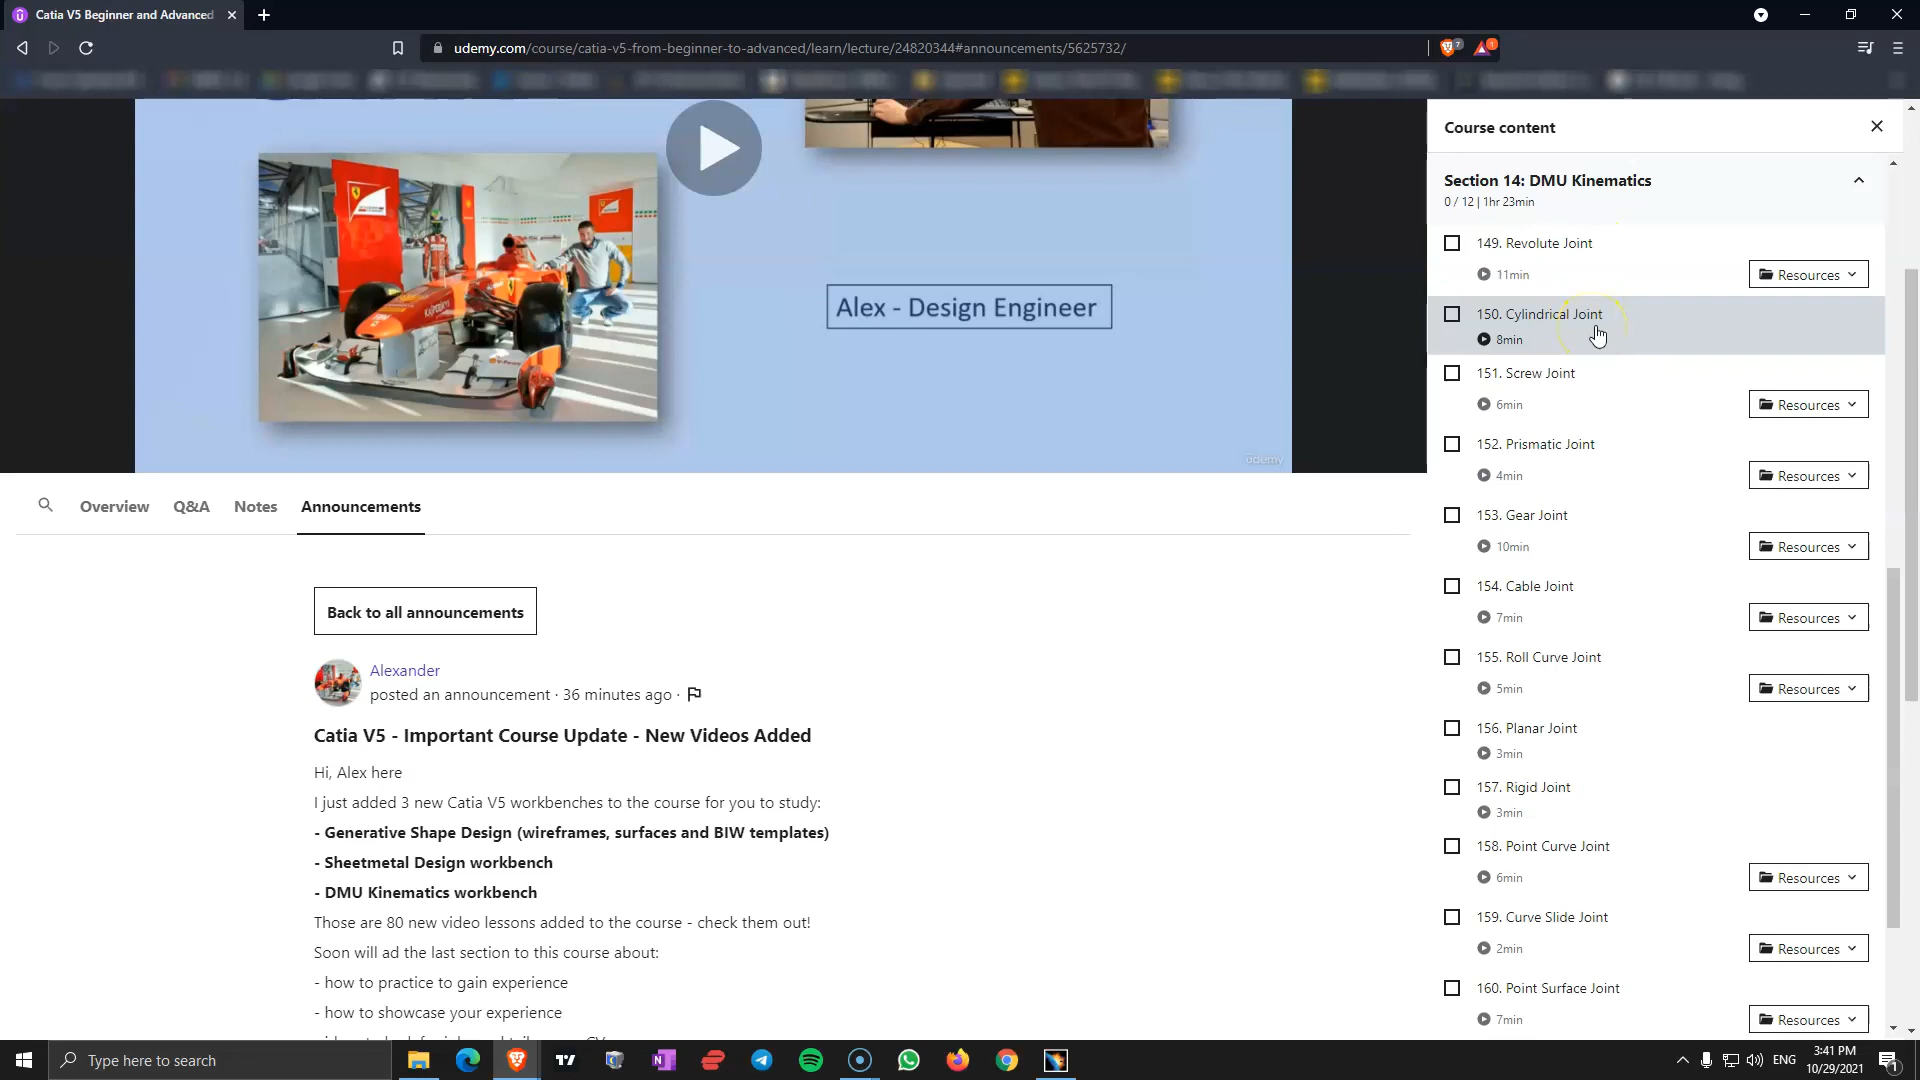 Catia V5 Beginner and Advanced
udemy.com/course/catia-v5-from-beginner-to-advanced/learn/lecture/24820344#announcements/5625732/
7
1
Alex - Design Engineer
udemy
Overview
Q&A
Notes
Announcements
Back to all announcements
Alexander
posted an announcement · 36 minutes ago ·
Catia V5 - Important Course Update - New Videos Added
Hi, Alex here
I just added 3 new Catia V5 workbenches to the course for you to study:
- Generative Shape Design (wireframes, surfaces and BIW templates)
- Sheetmetal Design workbench
- DMU Kinematics workbench
Those are 80 new video lessons added to the course - check them out!
Soon will ad the last section to this course about:
- how to practice to gain experience
- how to showcase your experience
Course content
Section 14: DMU Kinematics
0 / 12 | 1hr 23min
149. Revolute Joint
11min
Resources
150. Cylindrical Joint
8min
151. Screw Joint
6min
Resources
152. Prismatic Joint
4min
Resources
153. Gear Joint
10min
Resources
154. Cable Joint
7min
Resources
155. Roll Curve Joint
5min
Resources
156. Planar Joint
3min
157. Rigid Joint
3min
158. Point Curve Joint
6min
Resources
159. Curve Slide Joint
2min
Resources
160. Point Surface Joint
7min
Resources
Type here to search
ENG
3:41 PM
10/29/2021
1